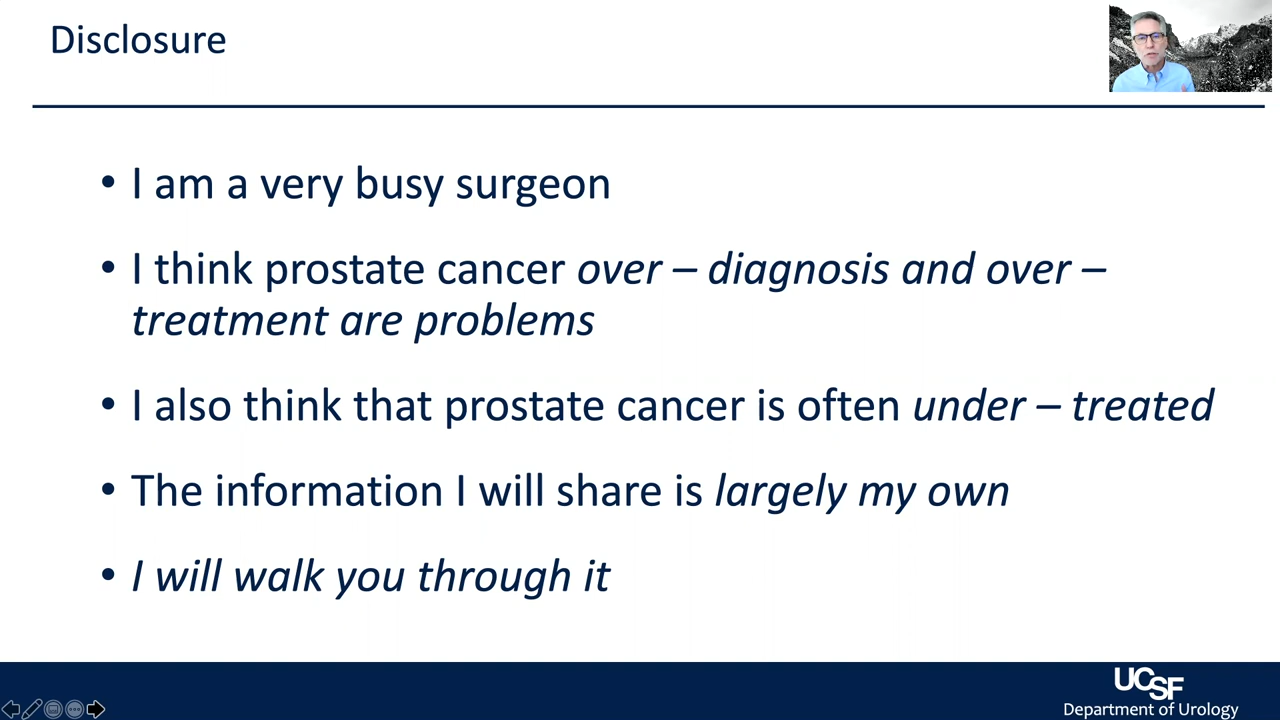 Disclosure
• I am a very busy surgeon
• I think prostate cancer over – diagnosis and over –
treatment are problems
• I also think that prostate cancer is often under – treated
• The information I will share is largely my own
• I will walk you through it
UCSF
Department of Urology